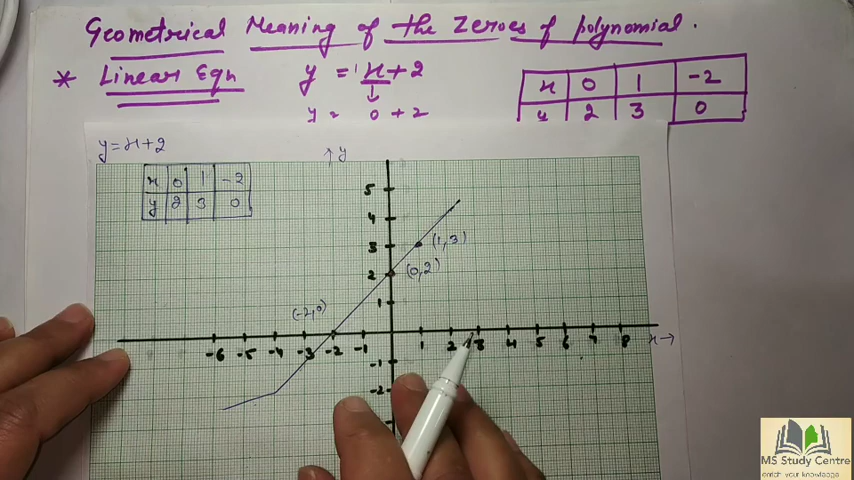 Geometrical Meaning of the Zeroes of polynomial.
* Linear Eqn y = x + 2
x 0 1 -2
y 2 3 0
y = 0 + 2
y = x + 2
x 0 1 -2
y 2 3 0
↑ y
5
4
3 (1,3)
2 (0,2)
1
(-2,0)
-6 -5 -4 -3 -2 -1 1 2 3 4 5 6 7 8 x→
-1
-2
MS Study Centre
enrich your knowledge